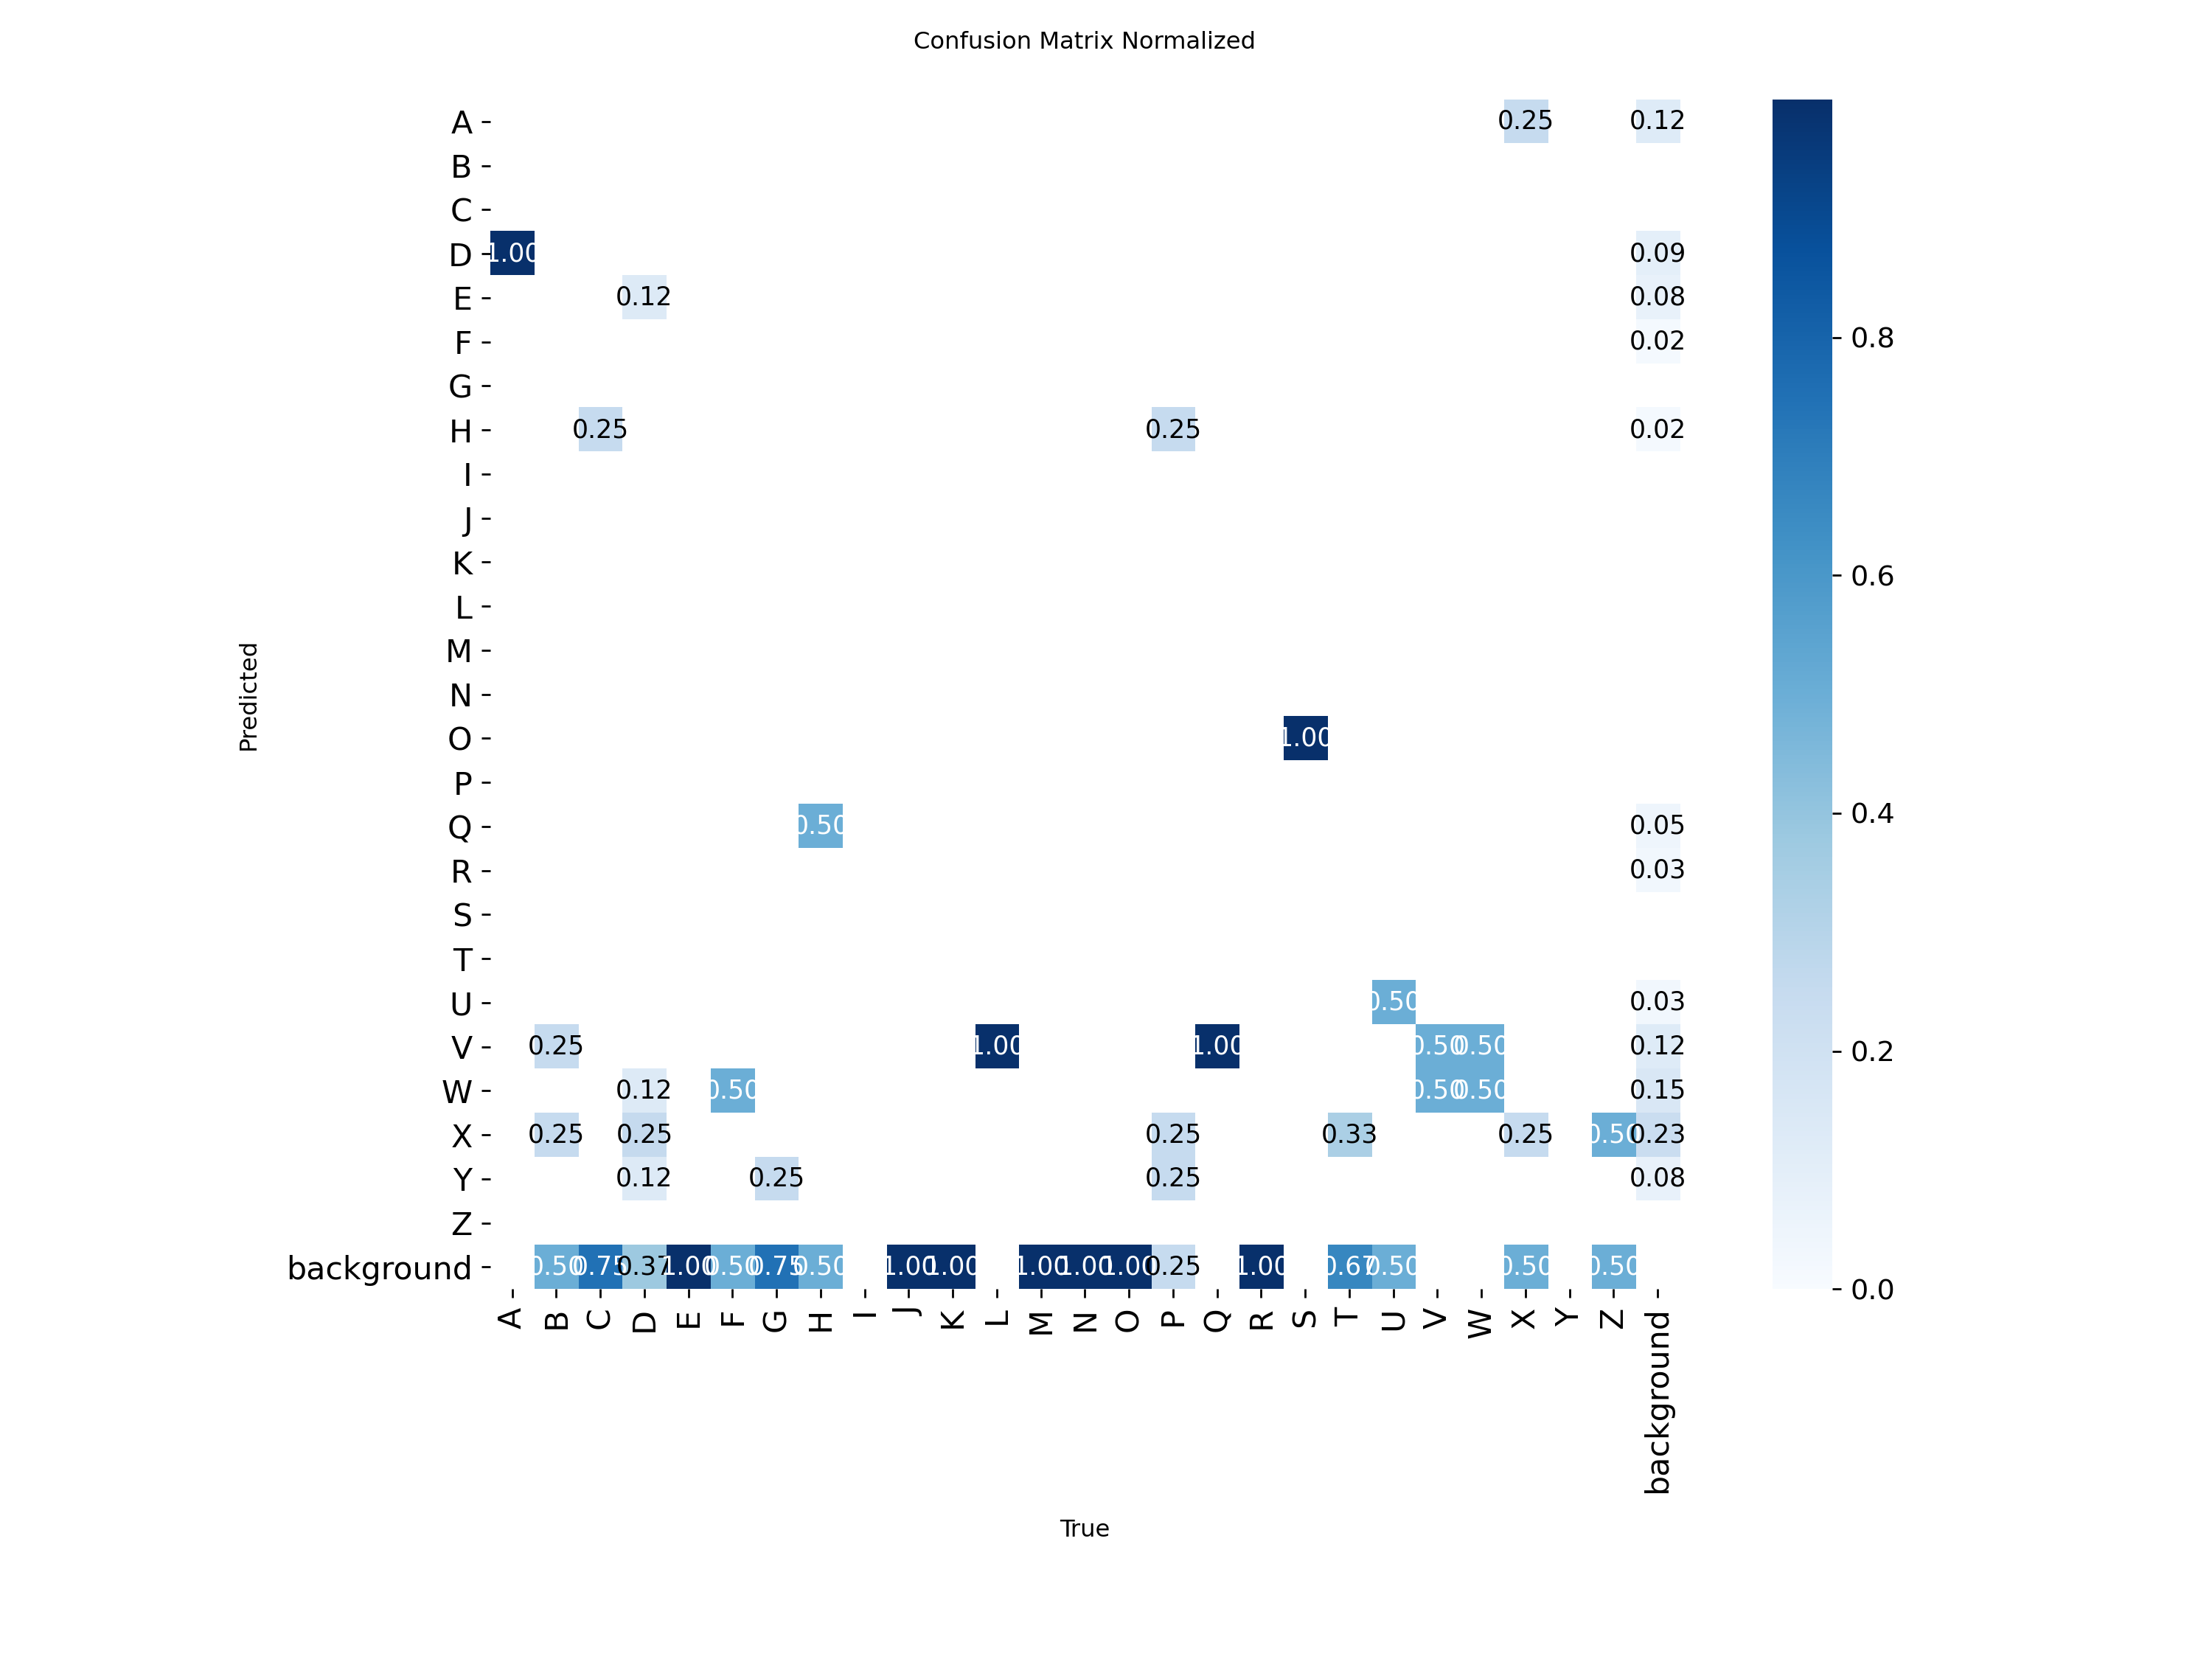 Confusion Matrix Normalized
A 0.25 0.12
B
C
D 1.00 0.09
E 0.12 0.08
F 0.02
G
H 0.25 0.25 0.02
I
J
K
L
M
N
O 1.00
P
Q 0.50 0.05
R 0.03
S
T
U 0.50 0.03
V 0.25 1.00 1.00 0.50 0.50 0.12
W 0.12 0.50 0.50 0.50 0.15
X 0.25 0.25 0.25 0.33 0.25 0.50 0.23
Y 0.12 0.25 0.25 0.08
Z
background 0.50 0.75 0.37 1.00 0.50 0.75 0.50 1.00 1.00 1.00 1.00 1.00 0.25 1.00 0.67 0.50 0.50 0.50
A B C D E F G H I J K L M N O P Q R S T U V W X Y Z background
Predicted
True
0.8
0.6
0.4
0.2
0.0